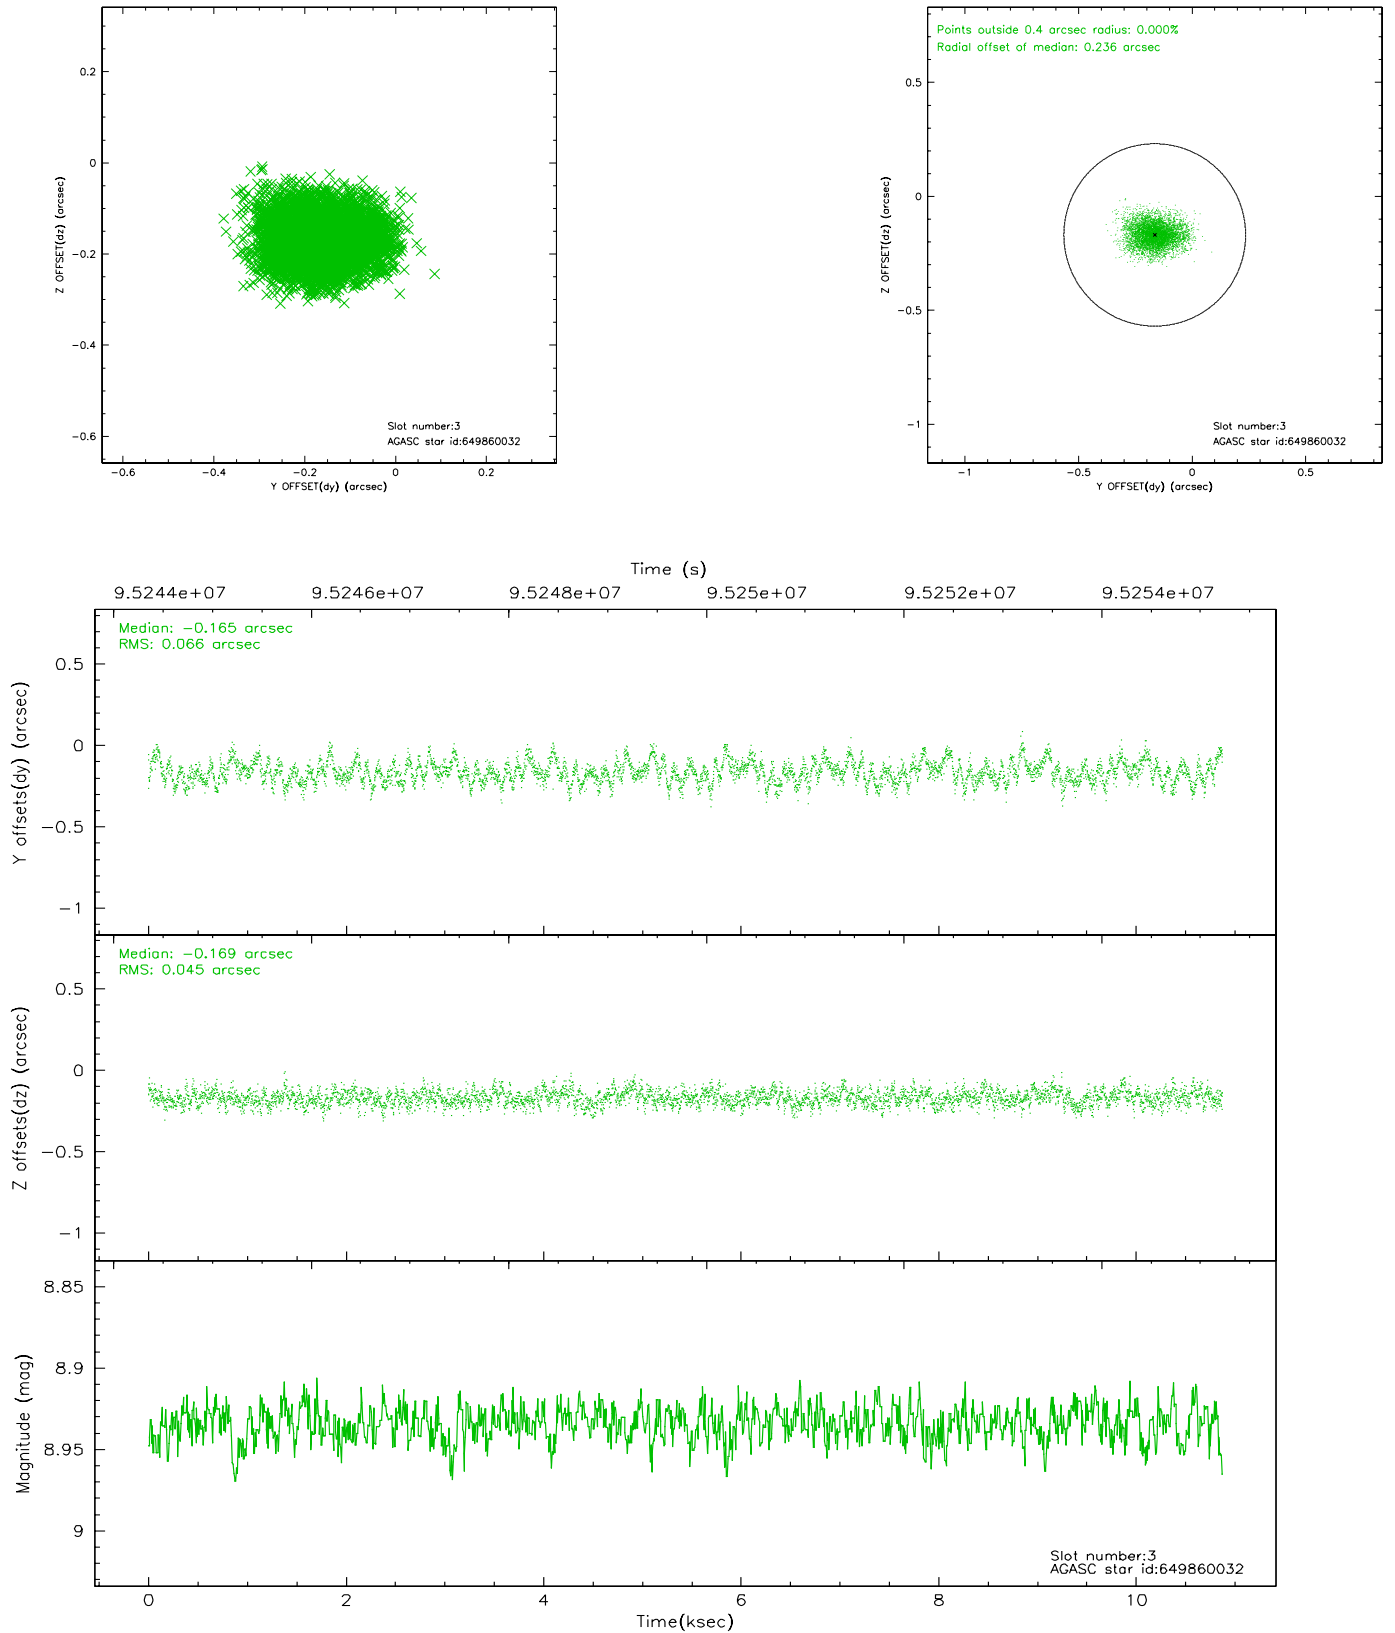 0.2
0
-0.2
-0.4
-0.6
Z OFFSET(dz) (arcsec)
Slot number:3
AGASC star id:649860032
-0.6 -0.4 -0.2 0 0.2
Y OFFSET(dy) (arcsec)
Points outside 0.4 arcsec radius: 0.000%
Radial offset of median: 0.236 arcsec
0.5
0
-0.5
-1
Z OFFSET(dz) (arcsec)
Slot number:3
AGASC star id:649860032
-1 -0.5 0 0.5
Y OFFSET(dy) (arcsec)
Time (s)
9.5244e+07 9.5246e+07 9.5248e+07 9.525e+07 9.5252e+07 9.5254e+07
Median: -0.165 arcsec
RMS: 0.066 arcsec
0.5
0
-0.5
-1
Y offsets(dy) (arcsec)
Median: -0.169 arcsec
RMS: 0.045 arcsec
0.5
0
-0.5
-1
Z offsets(dz) (arcsec)
8.85
8.9
8.95
9
Magnitude (mag)
Slot number:3
AGASC star id:649860032
0 2 4 6 8 10
Time(ksec)